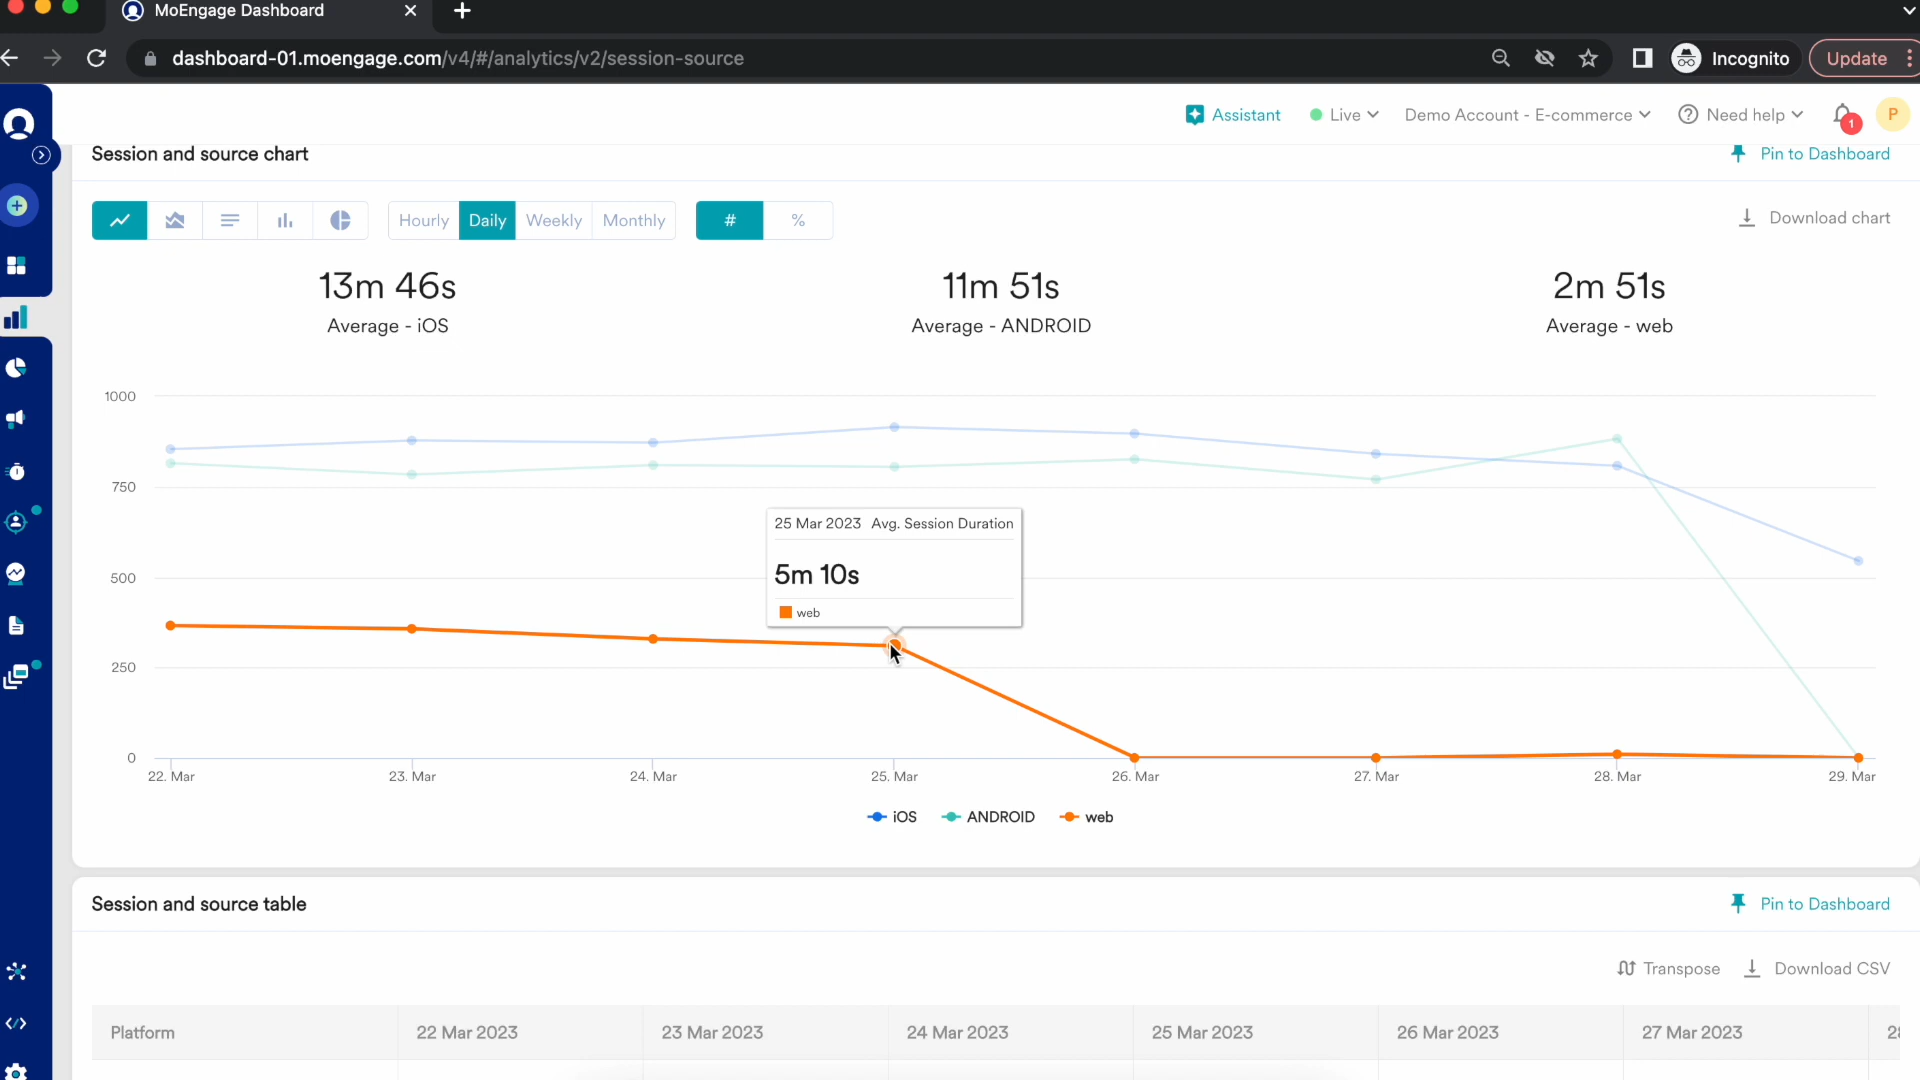 MoEngage Dashboard
dashboard-01.moengage.com/v4/#/analytics/v2/session-source
Incognito
Update
Assistant
Live
Demo Account - E-commerce
Need help
1
P
Session and source chart
Pin to Dashboard
Hourly
Daily
Weekly
Monthly
#
%
Download chart
13m 46s
Average - iOS
11m 51s
Average - ANDROID
2m 51s
Average - web
1000
750
500
250
0
25 Mar 2023 Avg. Session Duration
5m 10s
web
22. Mar
23. Mar
24. Mar
25. Mar
26. Mar
27. Mar
28. Mar
29. Mar
iOS
ANDROID
web
Session and source table
Pin to Dashboard
Transpose
Download CSV
Platform
22 Mar 2023
23 Mar 2023
24 Mar 2023
25 Mar 2023
26 Mar 2023
27 Mar 2023